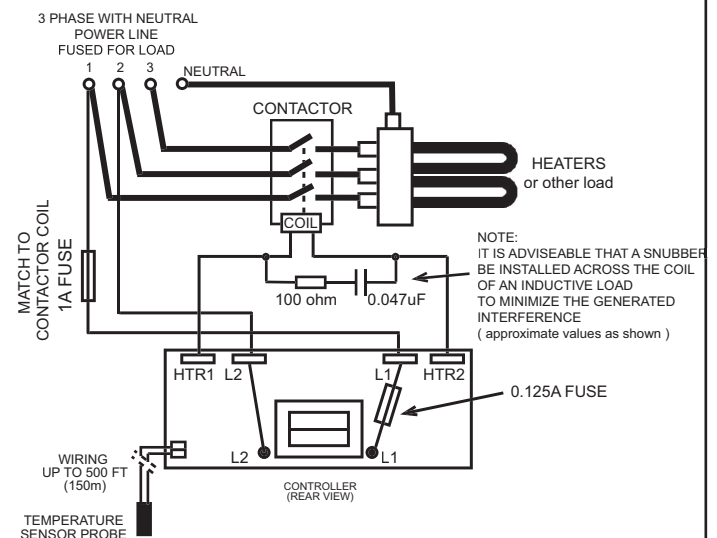 3 PHASE WITH NEUTRAL
POWER LINE
FUSED FOR LOAD
1 2 3 NEUTRAL
CONTACTOR
HEATERS
or other load
COIL
MATCH TO
CONTACTOR COIL
1A FUSE
100 ohm 0.047uF
NOTE:
IT IS ADVISEABLE THAT A SNUBBER
BE INSTALLED ACROSS THE COIL
OF AN INDUCTIVE LOAD
TO MINIMIZE THE GENERATED
INTERFERENCE
( approximate values as shown )
HTR1 L2 L1 HTR2
0.125A FUSE
L2 L1
WIRING
UP TO 500 FT
(150m)
CONTROLLER
(REAR VIEW)
TEMPERATURE
SENSOR PROBE